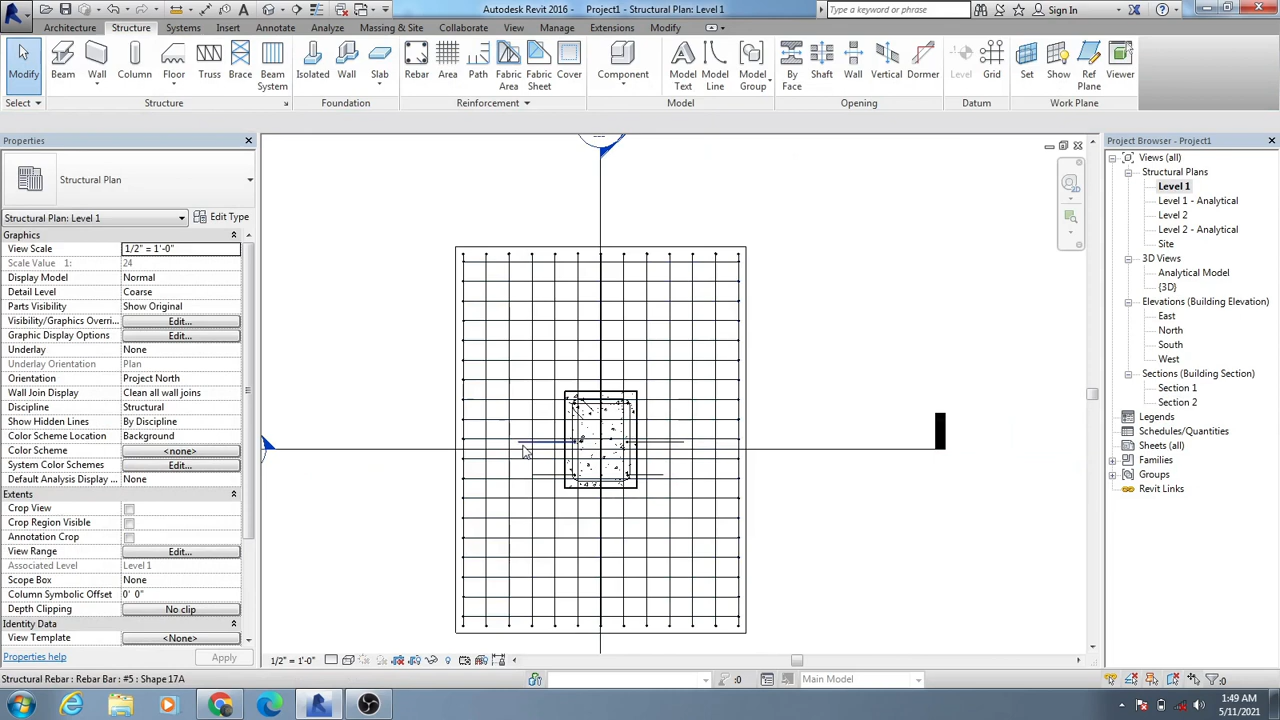 Autodesk Revit 2016 - Project1 - Structural Plan: Level 1
Type a keyword or phrase
Sign In
Architecture Structure Systems Insert Annotate Analyze Massing & Site Collaborate View Manage Extensions Modify
Modify Beam Wall Column Floor Truss Brace Beam System Isolated Wall Slab Rebar Area Path Fabric Area Fabric Sheet Cover Component Model Text Model Line Model Group By Face Shaft Wall Vertical Dormer Level Grid Set Show Ref Plane Viewer
Select Structure Foundation Reinforcement Model Opening Datum Work Plane
Properties
Structural Plan
Structural Plan: Level 1 Edit Type
Graphics
View Scale 1/2" = 1'-0"
Scale Value 1: 24
Display Model Normal
Detail Level Coarse
Parts Visibility Show Original
Visibility/Graphics Overri... Edit...
Graphic Display Options Edit...
Underlay None
Underlay Orientation Plan
Orientation Project North
Wall Join Display Clean all wall joins
Discipline Structural
Show Hidden Lines By Discipline
Color Scheme Location Background
Color Scheme <none>
System Color Schemes Edit...
Default Analysis Display ... None
Extents
Crop View
Crop Region Visible
Annotation Crop
View Range Edit...
Associated Level Level 1
Scope Box None
Column Symbolic Offset 0' 0"
Depth Clipping No clip
Identity Data
View Template <None>
Properties help Apply
Project Browser - Project1
Views (all)
Structural Plans
Level 1
Level 1 - Analytical
Level 2
Level 2 - Analytical
Site
3D Views
Analytical Model
{3D}
Elevations (Building Elevation)
East
North
South
West
Sections (Building Section)
Section 1
Section 2
Legends
Schedules/Quantities
Sheets (all)
Families
Groups
Revit Links
1/2" = 1'-0"
Structural Rebar : Rebar Bar : #5 : Shape 17A
:0
Main Model
:0
1:49 AM
5/11/2021